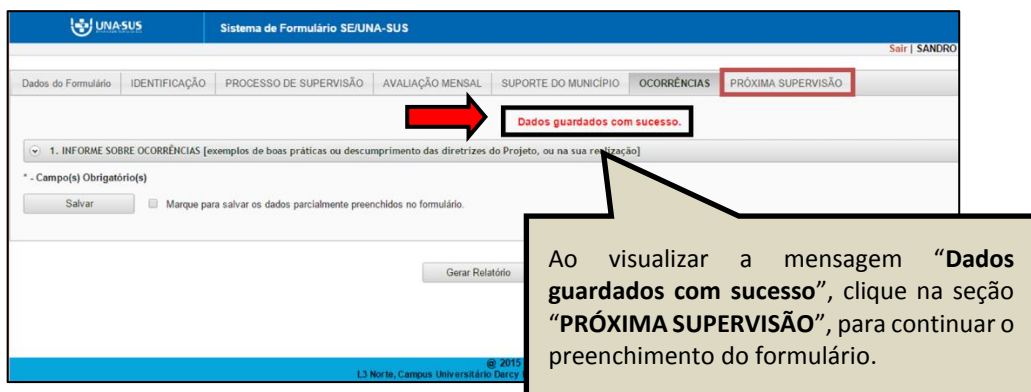 UNA-SUS
Sistema de Formulário SE/UNA-SUS
Sair | SANDRO
Dados do Formulário IDENTIFICAÇÃO PROCESSO DE SUPERVISÃO AVALIAÇÃO MENSAL SUPORTE DO MUNICÍPIO OCORRÊNCIAS PRÓXIMA SUPERVISÃO
Dados guardados com sucesso.
1. INFORME SOBRE OCORRÊNCIAS [exemplos de boas práticas ou descumprimento das diretrizes do Projeto, ou na sua realização]
* - Campo(s) Obrigatório(s)
Salvar Marque para salvar os dados parcialmente preenchidos no formulário.
Gerar Relatório
Ao visualizar a mensagem “Dados
guardados com sucesso”, clique na seção
“PRÓXIMA SUPERVISÃO”, para continuar o
preenchimento do formulário.
@ 2015
L3 Norte, Campus Universitário Darcy